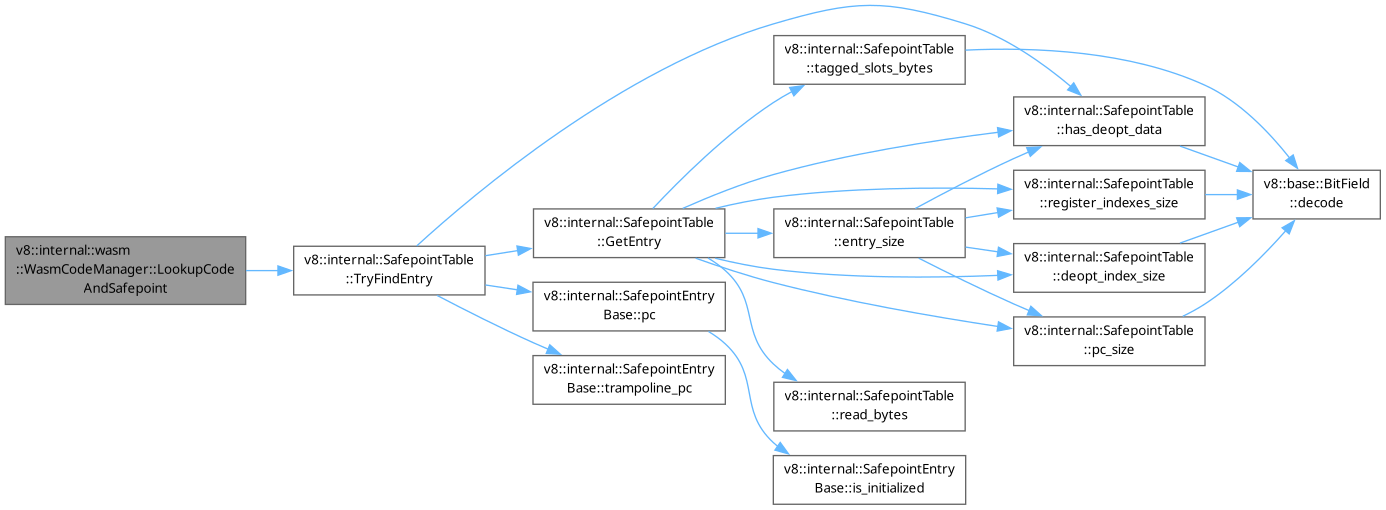 v8::internal::wasm
::WasmCodeManager::LookupCode
AndSafepoint
v8::internal::SafepointTable
::TryFindEntry
v8::internal::SafepointTable
::GetEntry
v8::internal::SafepointEntry
Base::pc
v8::internal::SafepointEntry
Base::trampoline_pc
v8::internal::SafepointTable
::tagged_slots_bytes
v8::internal::SafepointTable
::entry_size
v8::internal::SafepointTable
::read_bytes
v8::internal::SafepointEntry
Base::is_initialized
v8::internal::SafepointTable
::has_deopt_data
v8::internal::SafepointTable
::register_indexes_size
v8::internal::SafepointTable
::deopt_index_size
v8::internal::SafepointTable
::pc_size
v8::base::BitField
::decode